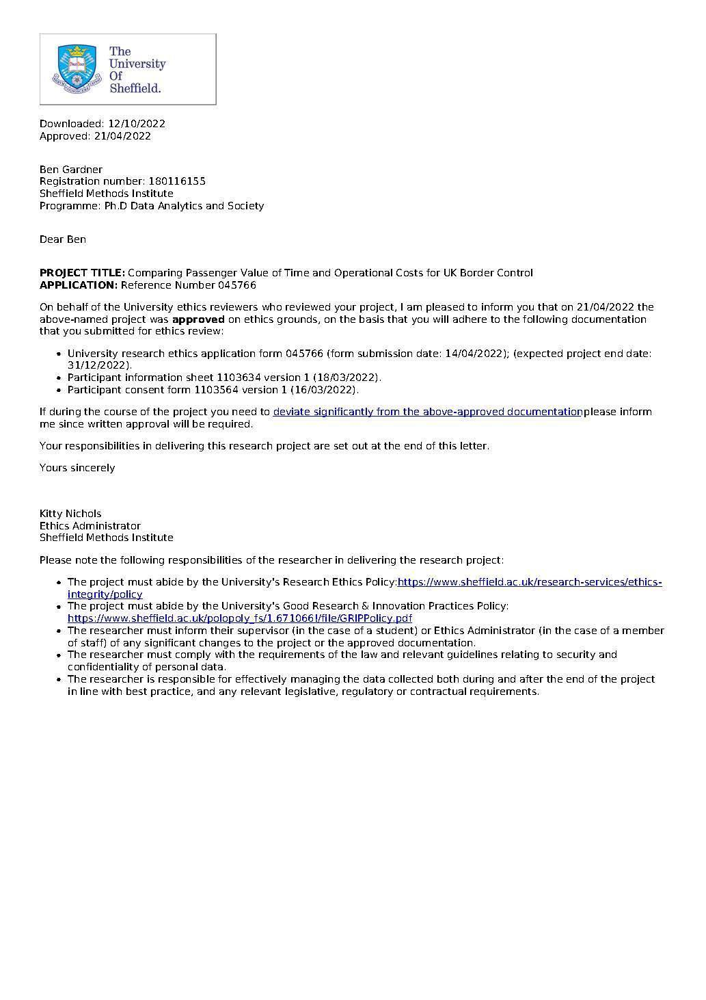 The
University
Of
Sheffield.
Downloaded: 12/10/2022
Approved: 21/04/2022
Ben Gardner
Registration number: 180116155
Sheffield Methods Institute
Programme: Ph.D Data Analytics and Society
Dear Ben
PROJECT TITLE: Comparing Passenger Value of Time and Operational Costs for UK Border Control
APPLICATION: Reference Number 045766
On behalf of the University ethics reviewers who reviewed your project, I am pleased to inform you that on 21/04/2022 the
above-named project was approved on ethics grounds, on the basis that you will adhere to the following documentation
that you submitted for ethics review:
• University research ethics application form 045766 (form submission date: 14/04/2022); (expected project end date:
31/12/2022).
• Participant information sheet 1103634 version 1 (18/03/2022).
• Participant consent form 1103564 version 1 (16/03/2022).
If during the course of the project you need to deviate significantly from the above-approved documentation please inform
me since written approval will be required.
Your responsibilities in delivering this research project are set out at the end of this letter.
Yours sincerely
Kitty Nichols
Ethics Administrator
Sheffield Methods Institute
Please note the following responsibilities of the researcher in delivering the research project:
• The project must abide by the University's Research Ethics Policy:https://www.sheffield.ac.uk/research-services/ethics-
integrity/policy
• The project must abide by the University's Good Research & Innovation Practices Policy:
https://www.sheffield.ac.uk/polopoly_fs/1.671066!/file/GRIPPolicy.pdf
• The researcher must inform their supervisor (in the case of a student) or Ethics Administrator (in the case of a member
of staff) of any significant changes to the project or the approved documentation.
• The researcher must comply with the requirements of the law and relevant guidelines relating to security and
confidentiality of personal data.
• The researcher is responsible for effectively managing the data collected both during and after the end of the project
in line with best practice, and any relevant legislative, regulatory or contractual requirements.